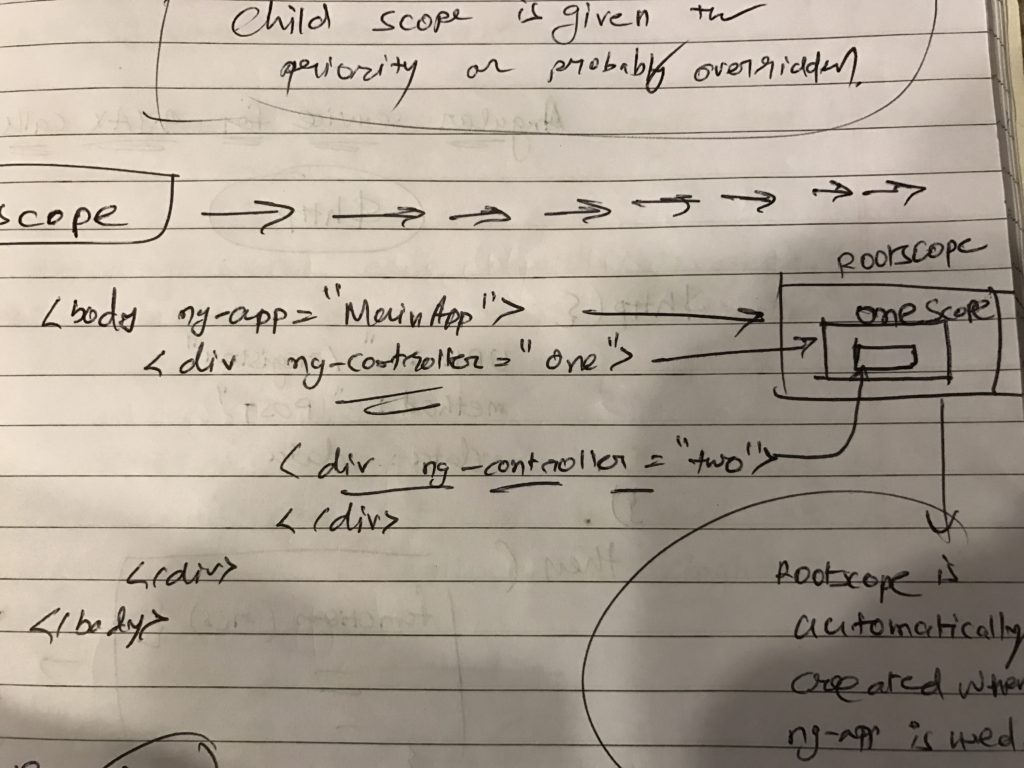 Child scope is given the
priority or probably overridden
scope
Rootscope
<body ng-app="MainApp">
<div ng-controller="one">
one scope
<div ng-controller="two">
</div>
</div>
</body>
Rootscope is
automatically
created when
ng-app is used